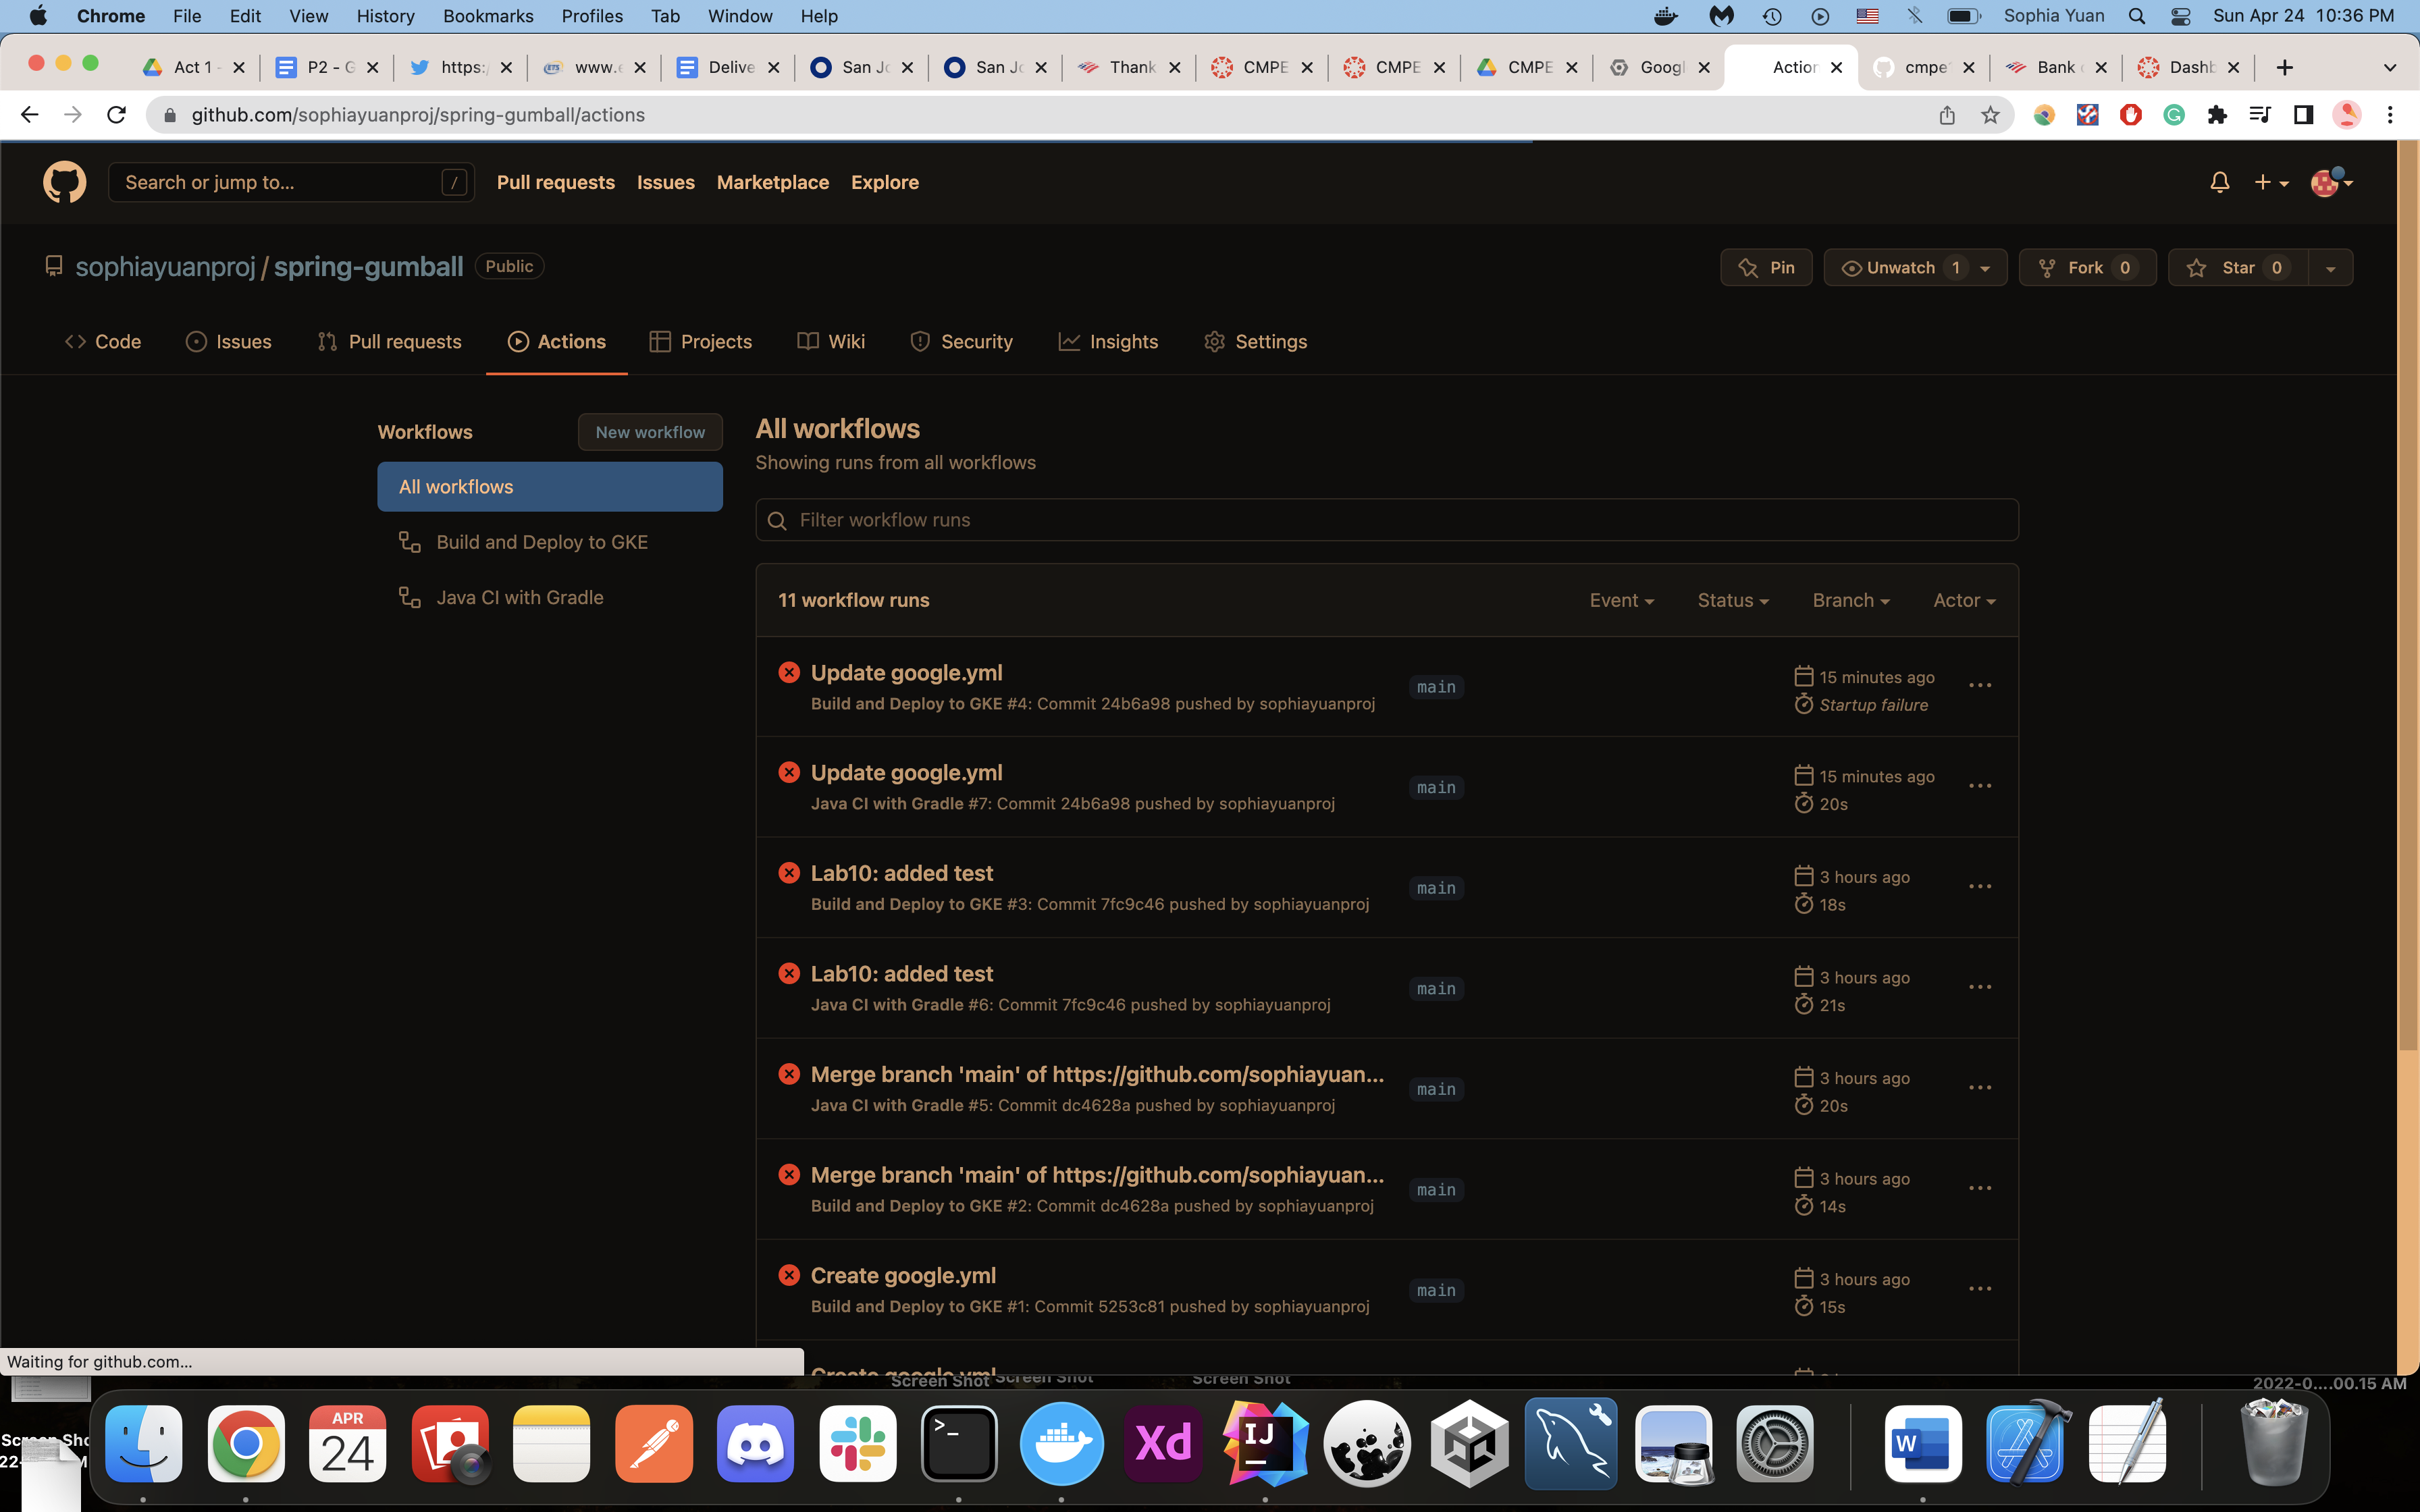 Chrome File Edit View History Bookmarks Profiles Tab Window Help Sophia Yuan Sun Apr 24 10:36 PM
Act 1 - P2 - G https: www.e Delive San Jo San Jo Thank CMPE CMPE CMPE Googl Action cmpe Bank Dashb
github.com/sophiayuanproj/spring-gumball/actions
Search or jump to... / Pull requests Issues Marketplace Explore
sophiayuanproj / spring-gumball Public Pin Unwatch 1 Fork 0 Star 0
Code Issues Pull requests Actions Projects Wiki Security Insights Settings
Workflows New workflow
All workflows
Build and Deploy to GKE
Java CI with Gradle
All workflows
Showing runs from all workflows
Filter workflow runs
11 workflow runs Event Status Branch Actor
Update google.yml
Build and Deploy to GKE #4: Commit 24b6a98 pushed by sophiayuanproj
main
15 minutes ago
Startup failure
Update google.yml
Java CI with Gradle #7: Commit 24b6a98 pushed by sophiayuanproj
main
15 minutes ago
20s
Lab10: added test
Build and Deploy to GKE #3: Commit 7fc9c46 pushed by sophiayuanproj
main
3 hours ago
18s
Lab10: added test
Java CI with Gradle #6: Commit 7fc9c46 pushed by sophiayuanproj
main
3 hours ago
21s
Merge branch 'main' of https://github.com/sophiayuan...
Java CI with Gradle #5: Commit dc4628a pushed by sophiayuanproj
main
3 hours ago
20s
Merge branch 'main' of https://github.com/sophiayuan...
Build and Deploy to GKE #2: Commit dc4628a pushed by sophiayuanproj
main
3 hours ago
14s
Create google.yml
Build and Deploy to GKE #1: Commit 5253c81 pushed by sophiayuanproj
main
3 hours ago
15s
Create google.yml
Waiting for github.com...
Screen Shot Screen Shot Screen Shot
2022-0....00.15 AM
APR
24
>_
Xd
IJ
W